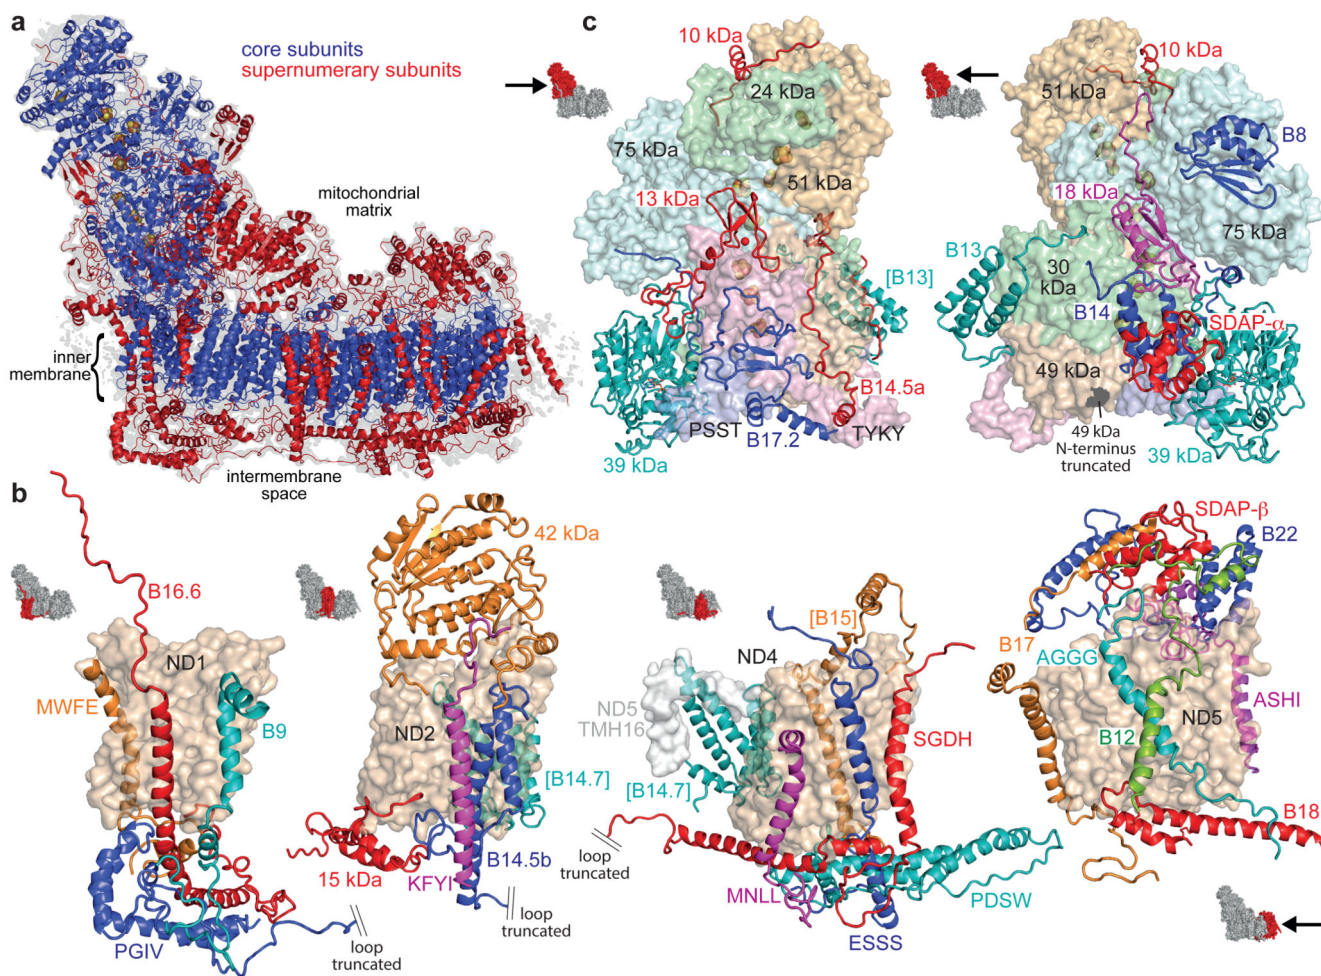 a
core subunits
supernumerary subunits
mitochondrial
matrix
inner
membrane
intermembrane
space
c
10 kDa
24 kDa
75 kDa
51 kDa
13 kDa
[B13]
B14.5a
PSST
B17.2
TYKY
39 kDa
10 kDa
51 kDa
B8
18 kDa
75 kDa
B13
30
kDa
B14
SDAP-α
49 kDa
49 kDa
N-terminus
truncated
39 kDa
b
B16.6
ND1
MWFE
B9
PGIV
loop
truncated
42 kDa
ND2
[B14.7]
15 kDa
KFYI
B14.5b
loop
truncated
[B15]
ND4
ND5
TMH16
SGDH
[B14.7]
loop
truncated
MNLL
PDSW
ESSS
SDAP-β
B22
B17
AGGG
ASHI
ND5
B12
B18